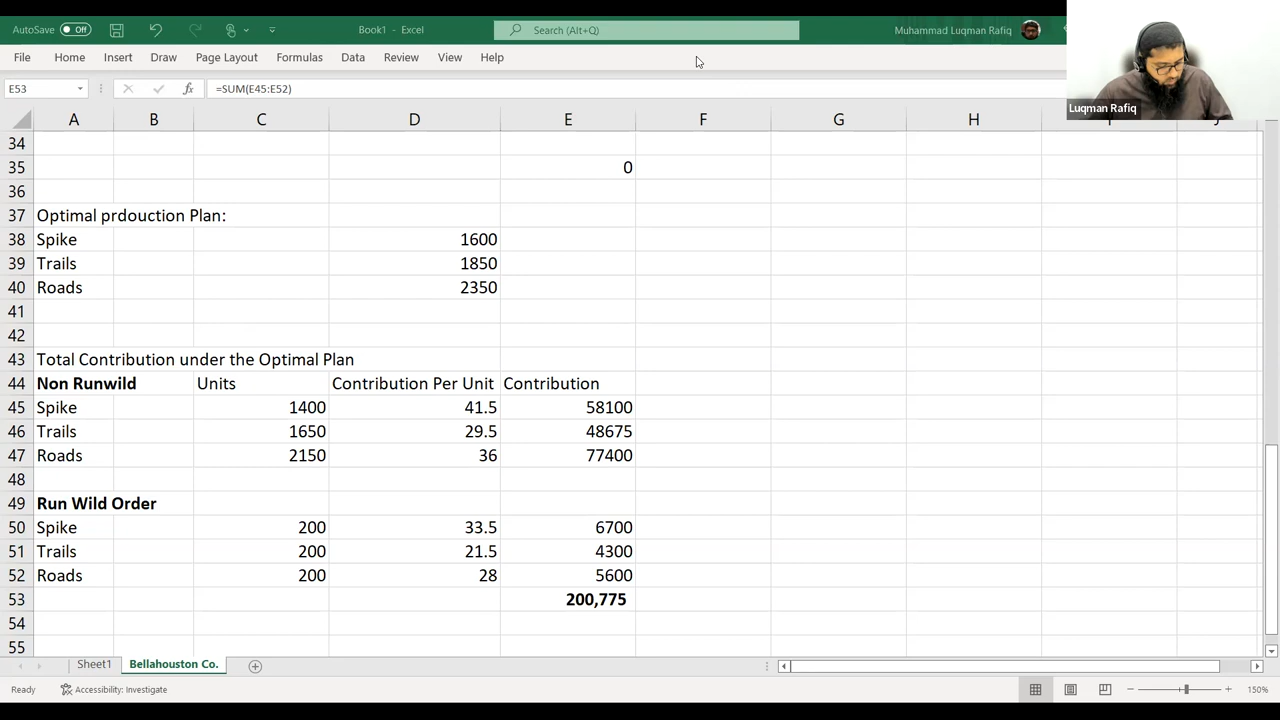 AutoSave Off Book1 - Excel Search (Alt+Q) Muhammad Luqman Rafiq
File Home Insert Draw Page Layout Formulas Data Review View Help
Luqman Rafiq
E53 fx =SUM(E45:E52)
A B C D E F G H
34
35 0
36
37 Optimal prdouction Plan:
38 Spike 1600
39 Trails 1850
40 Roads 2350
41
42
43 Total Contribution under the Optimal Plan
44 Non Runwild Units Contribution Per Unit Contribution
45 Spike 1400 41.5 58100
46 Trails 1650 29.5 48675
47 Roads 2150 36 77400
48
49 Run Wild Order
50 Spike 200 33.5 6700
51 Trails 200 21.5 4300
52 Roads 200 28 5600
53 200,775
54
55
Sheet1 Bellahouston Co.
Ready Accessibility: Investigate 150%